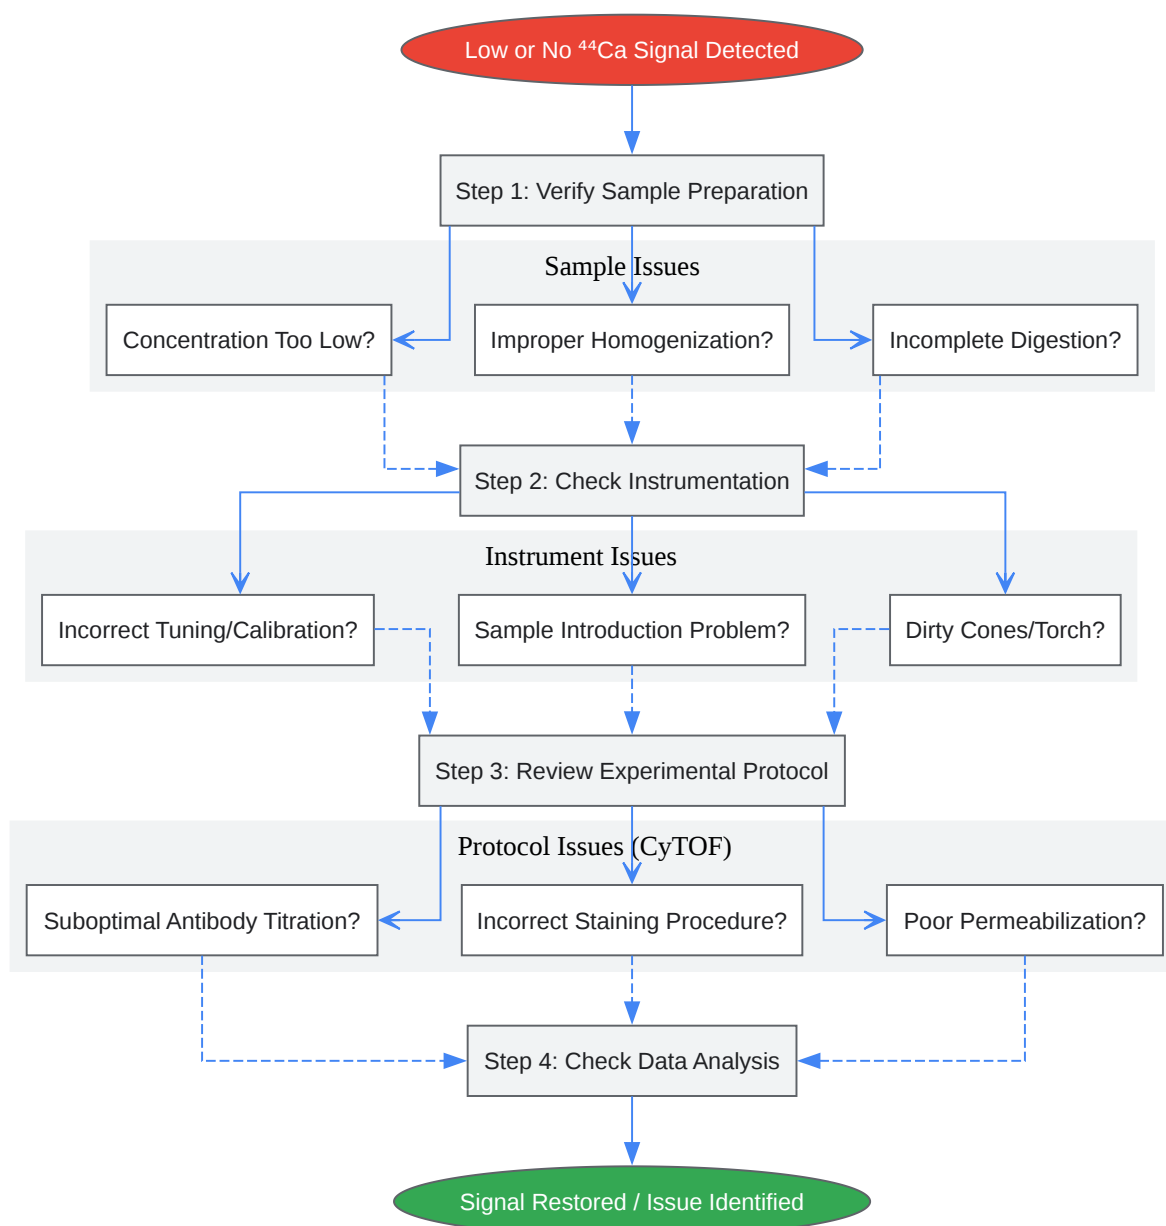 Low or No ⁴⁴Ca Signal Detected
Step 1: Verify Sample Preparation
Sample Issues
Concentration Too Low?
Improper Homogenization?
Incomplete Digestion?
Step 2: Check Instrumentation
Instrument Issues
Incorrect Tuning/Calibration?
Sample Introduction Problem?
Dirty Cones/Torch?
Step 3: Review Experimental Protocol
Protocol Issues (CyTOF)
Suboptimal Antibody Titration?
Incorrect Staining Procedure?
Poor Permeabilization?
Step 4: Check Data Analysis
Signal Restored / Issue Identified